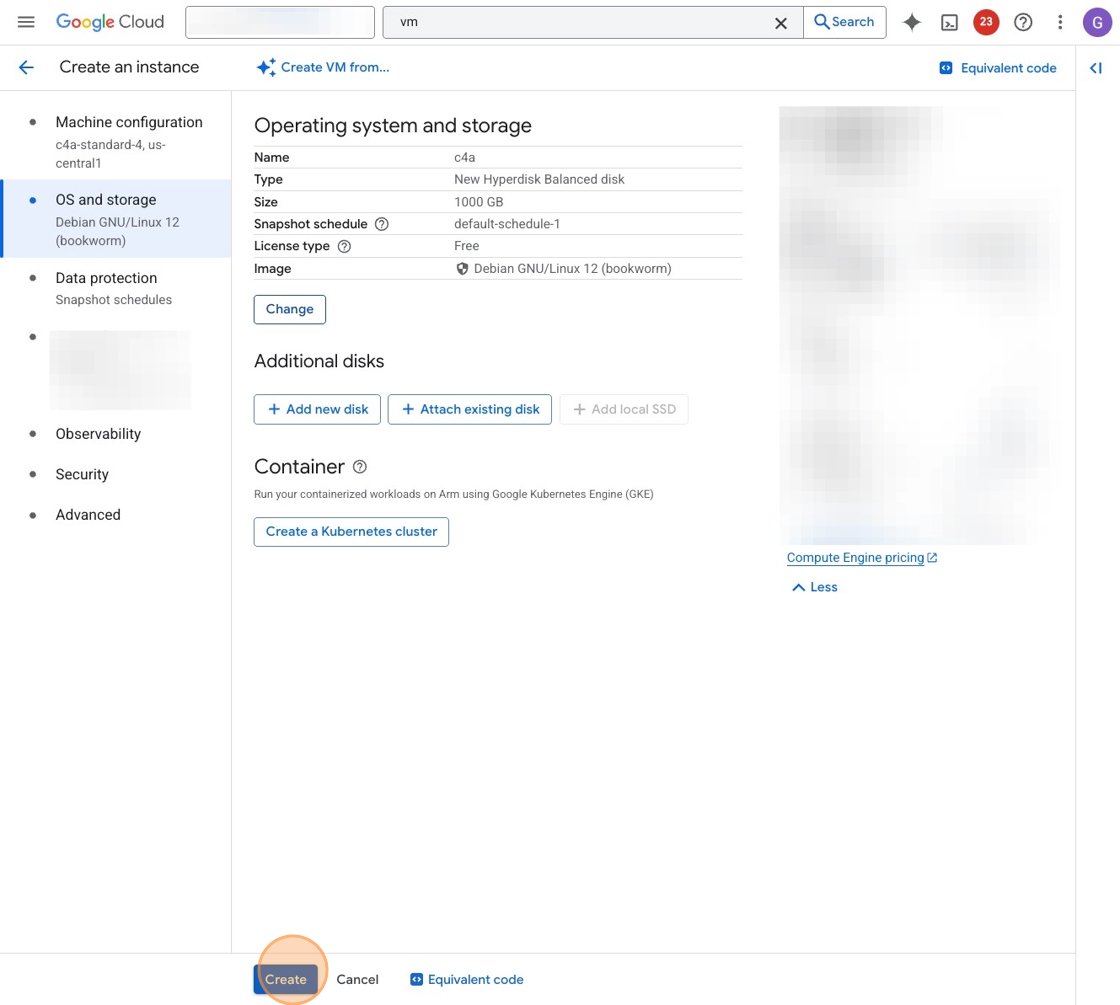 Google Cloud
vm
Search
23
G
Create an instance
Create VM from...
Equivalent code
Machine configuration
c4a-standard-4, us-
central1
OS and storage
Debian GNU/Linux 12
(bookworm)
Data protection
Snapshot schedules
Observability
Security
Advanced
Operating system and storage
Name c4a
Type New Hyperdisk Balanced disk
Size 1000 GB
Snapshot schedule default-schedule-1
License type Free
Image Debian GNU/Linux 12 (bookworm)
Change
Additional disks
+ Add new disk + Attach existing disk + Add local SSD
Container
Run your containerized workloads on Arm using Google Kubernetes Engine (GKE)
Create a Kubernetes cluster
Compute Engine pricing
Less
Create Cancel Equivalent code